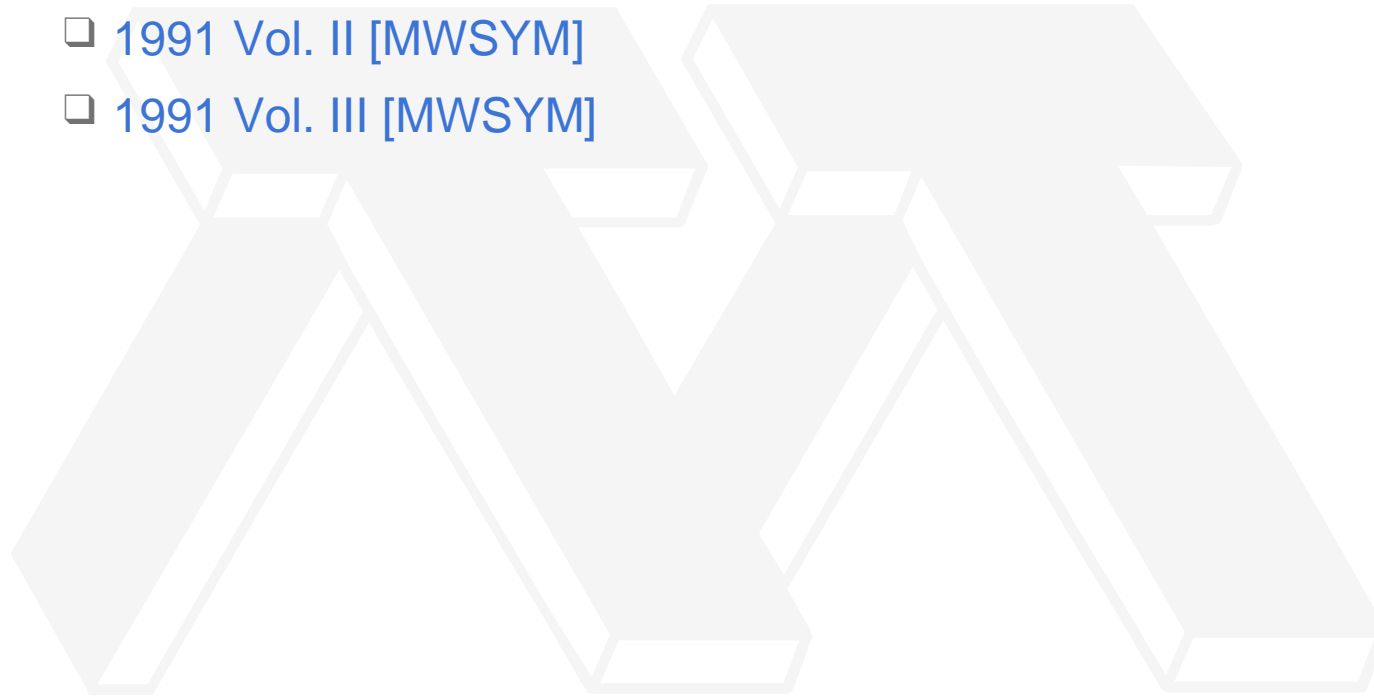 ❑ 1991 Vol. II [MWSYM]
❑ 1991 Vol. III [MWSYM]